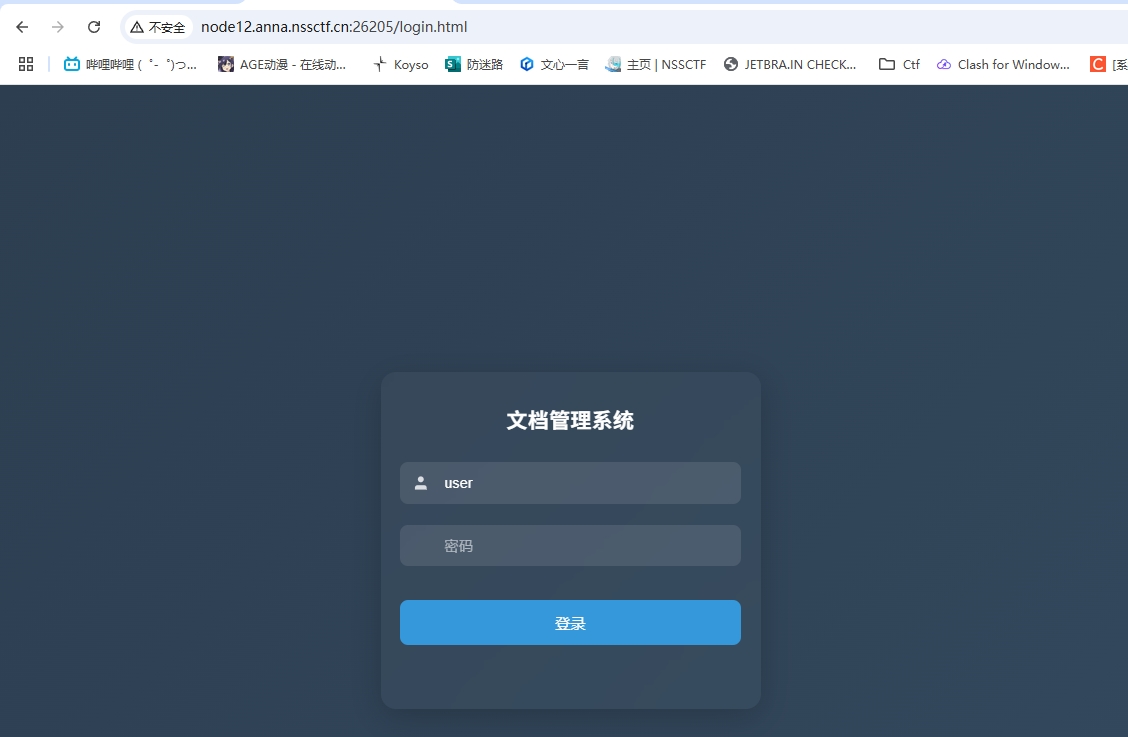 不安全 node12.anna.nssctf.cn:26205/login.html
哔哩哔哩 (゜-゜)つ... AGE动漫 - 在线动... Koyso 防迷路 文心一言 主页 | NSSCTF JETBRA.IN CHECK... Ctf Clash for Window... C [系
文档管理系统
user
密码
登录